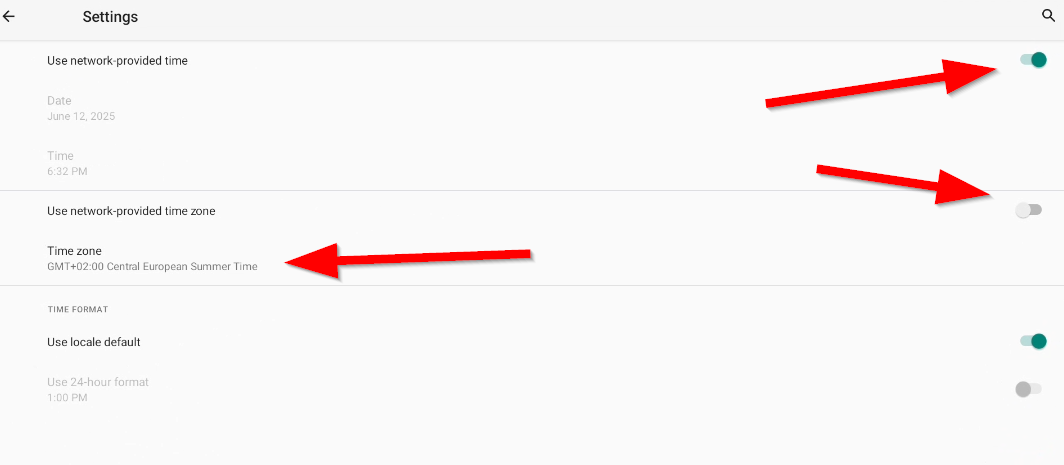 Settings
Use network-provided time
Date
June 12, 2025
Time
6:32 PM
Use network-provided time zone
Time zone
GMT+02:00 Central European Summer Time
TIME FORMAT
Use locale default
Use 24-hour format
1:00 PM